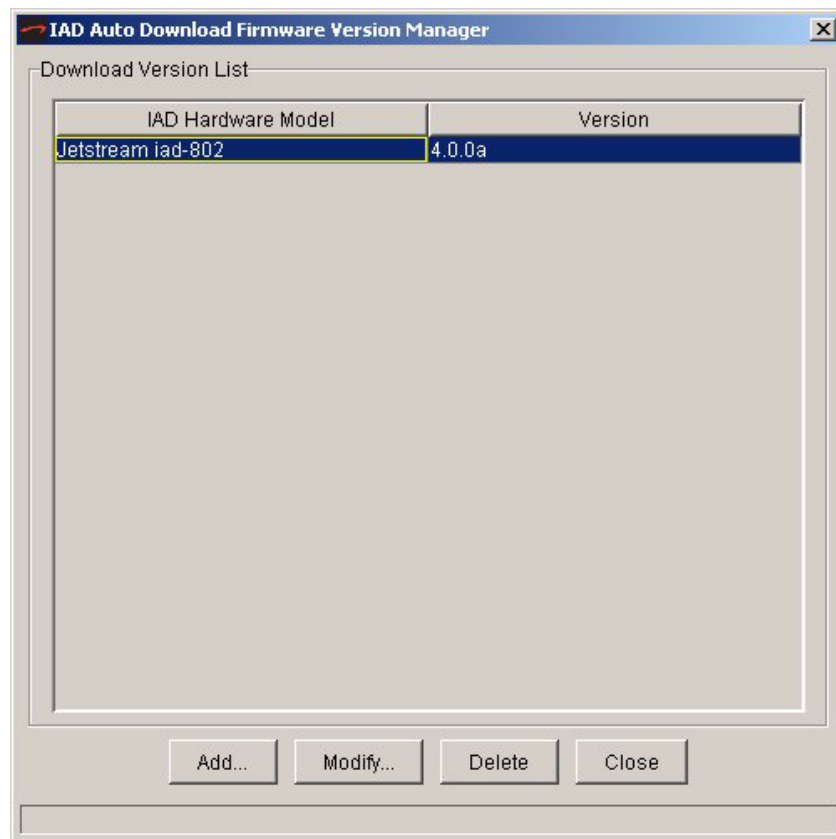 IAD Auto Download Firmware Version Manager
Download Version List
IAD Hardware Model Version
Jetstream iad-802 4.0.0a
Add... Modify... Delete Close